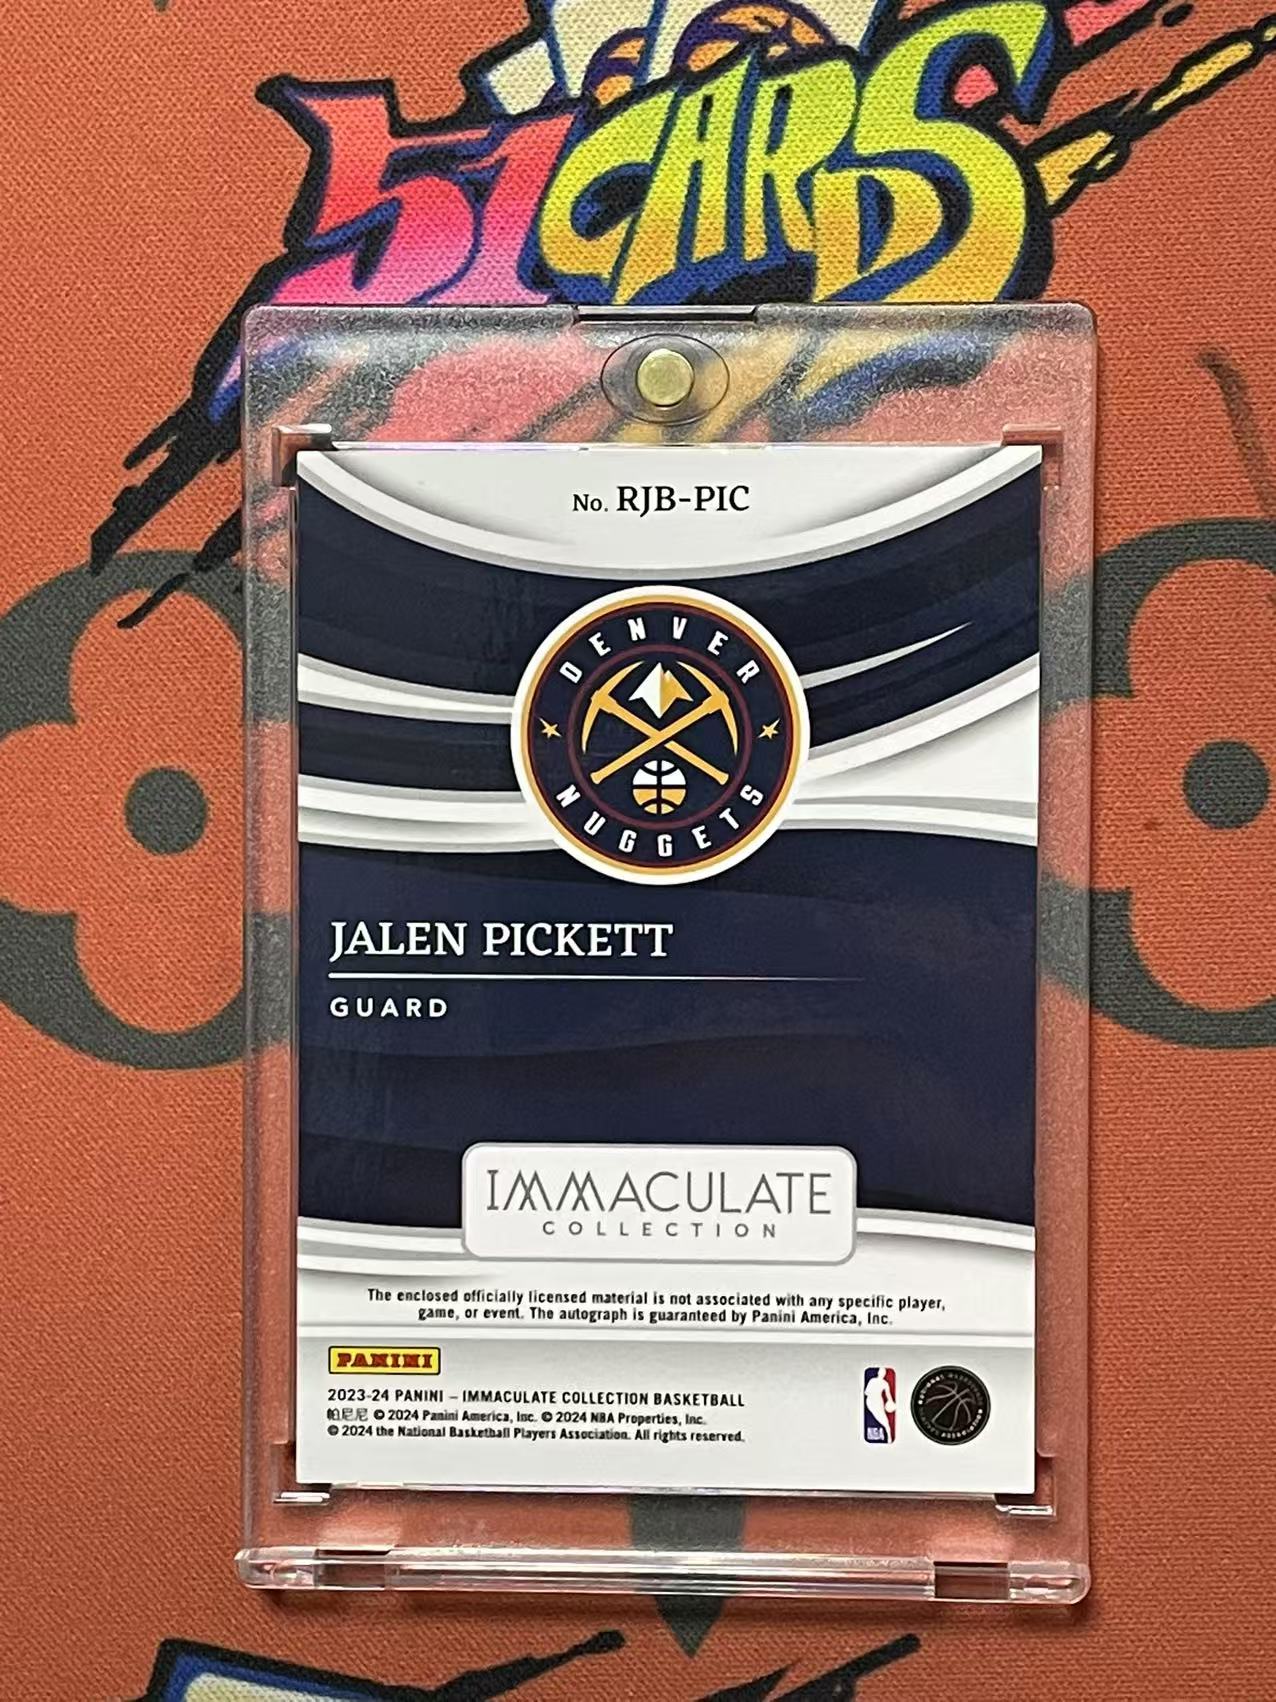 51 CARDS
No. RJB-PIC
DENVER
NUGGETS
JALEN PICKETT
GUARD
IMMACULATE
COLLECTION
The enclosed officially licensed material is not associated with any specific player,
game, or event. The autograph is guaranteed by Panini America, Inc.
PANINI
2023-24 PANINI – IMMACULATE COLLECTION BASKETBALL
帕尼尼 © 2024 Panini America, Inc. © 2024 NBA Properties, Inc.
© 2024 the National Basketball Players Association. All rights reserved.
NBA